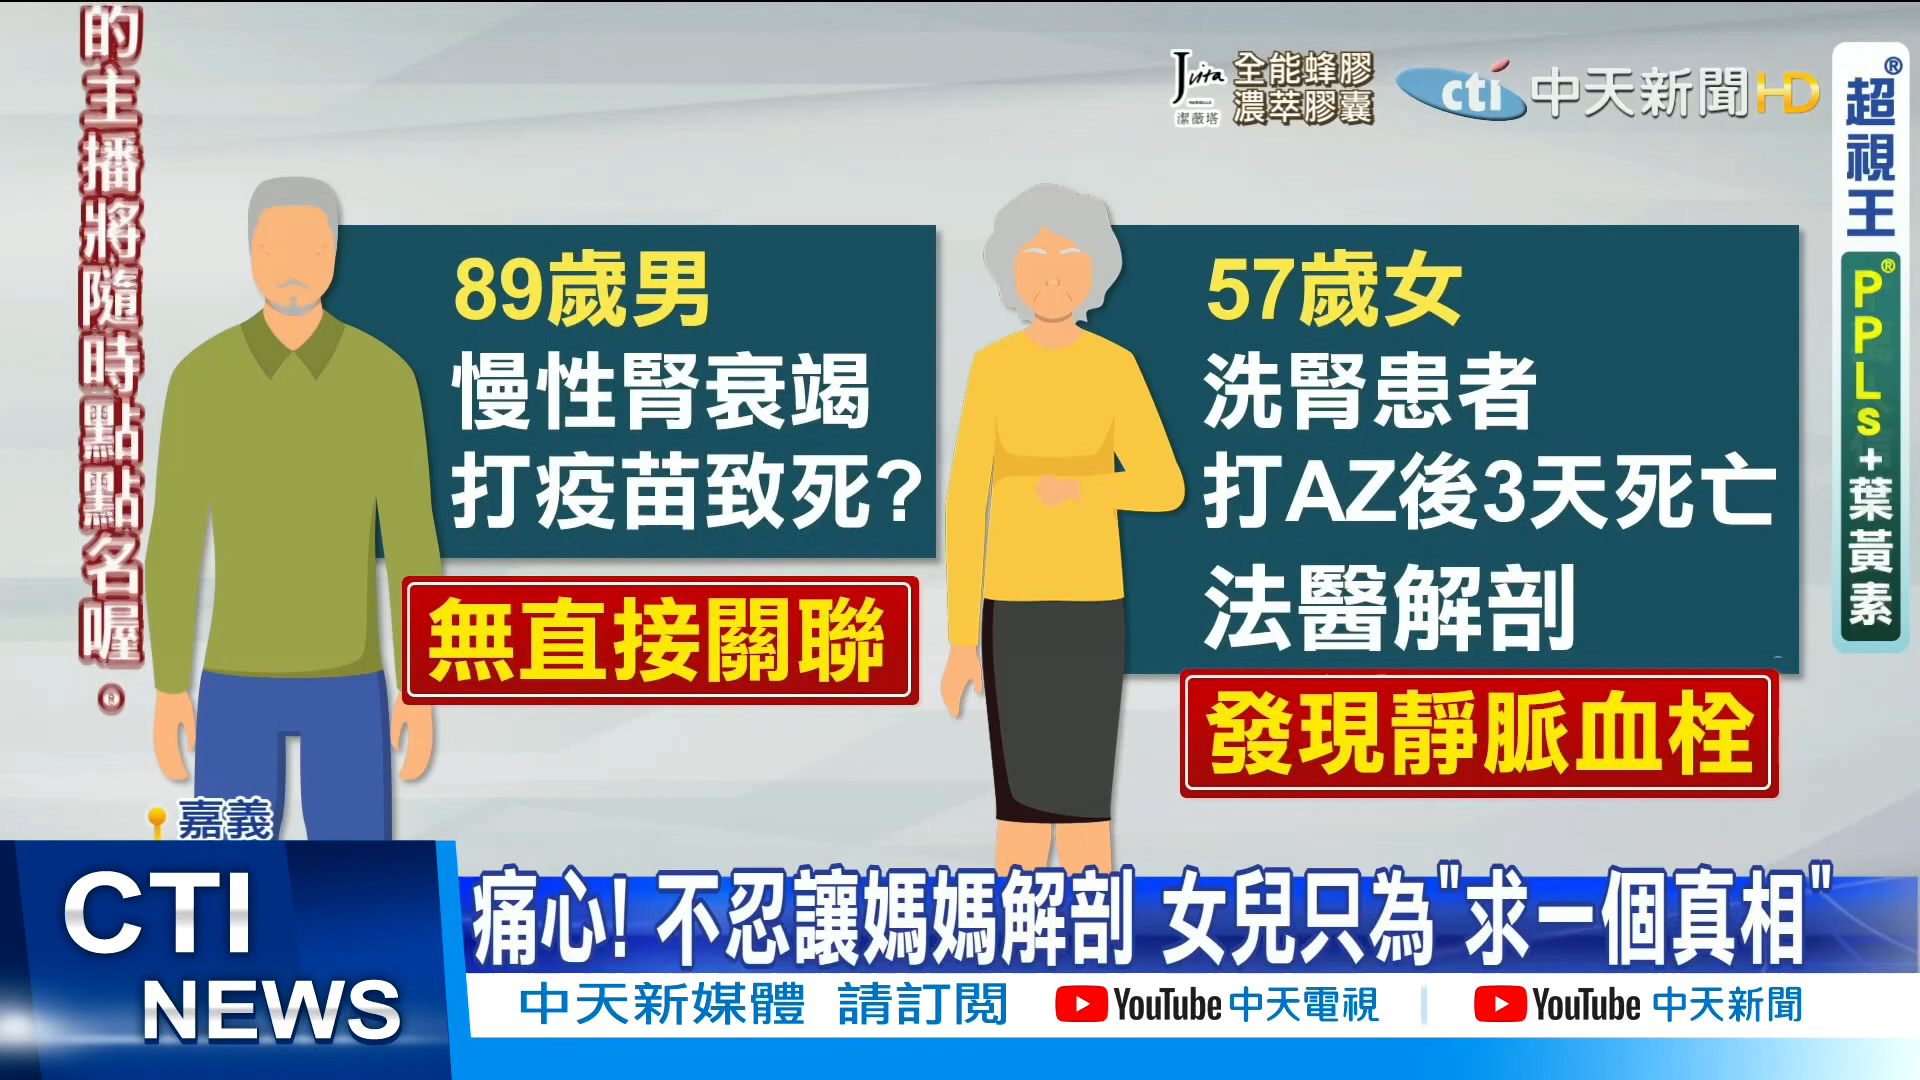 的主播將隨時點點名喔。
Jvita
MARSEILLE
潔薇塔
全能蜂膠
濃萃膠囊
cti 中天新聞HD
超視王®
PPLs®+葉黃素
89歲男
慢性腎衰竭
打疫苗致死?
無直接關聯
57歲女
洗腎患者
打AZ後3天死亡
法醫解剖
發現靜脈血栓
嘉義
CTI
NEWS
痛心! 不忍讓媽媽解剖 女兒只為"求一個真相"
中天新媒體 請訂閱 YouTube 中天電視 | YouTube 中天新聞